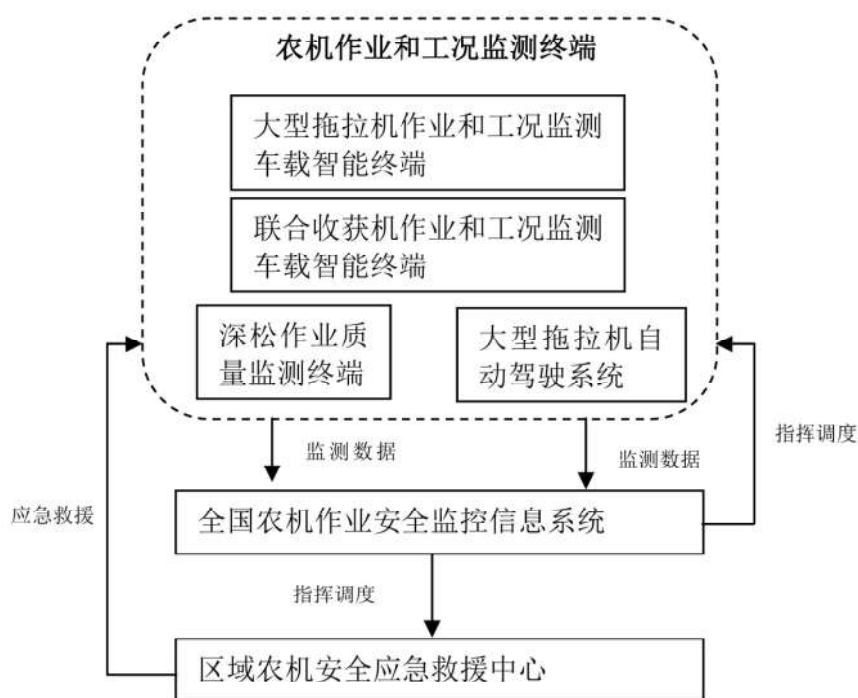 农机作业和工况监测终端
大型拖拉机作业和工况监测
车载智能终端
联合收获机作业和工况监测
车载智能终端
深松作业质
量监测终端
大型拖拉机自
动驾驶系统
监测数据
监测数据
指挥调度
应急救援
全国农机作业安全监控信息系统
指挥调度
区域农机安全应急救援中心